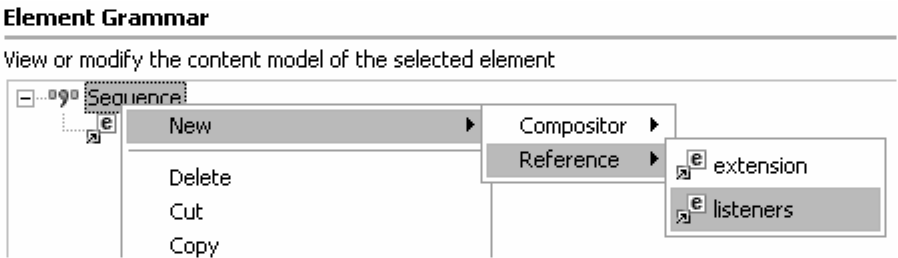 Element Grammar
View or modify the content model of the selected element
Sequence
New
Compositor
Reference
extension
listeners
Delete
Cut
Copy